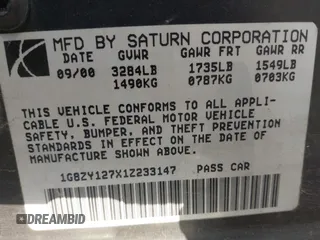 MFD BY SATURN CORPORATION
DATE GVWR GAWR FRT GAWR RR
09/00 3284LB 1735LB 1549LB
1490KG 0787KG 0703KG
THIS VEHICLE CONFORMS TO ALL APPLI-
CABLE U.S. FEDERAL MOTOR VEHICLE
SAFETY, BUMPER, AND THEFT PREVENTION
STANDARDS IN EFFECT ON THE DATE OF
MANUFACTURE SHOWN ABOVE.
1G8ZY127X1Z233147 PASS CAR
DREAMBID